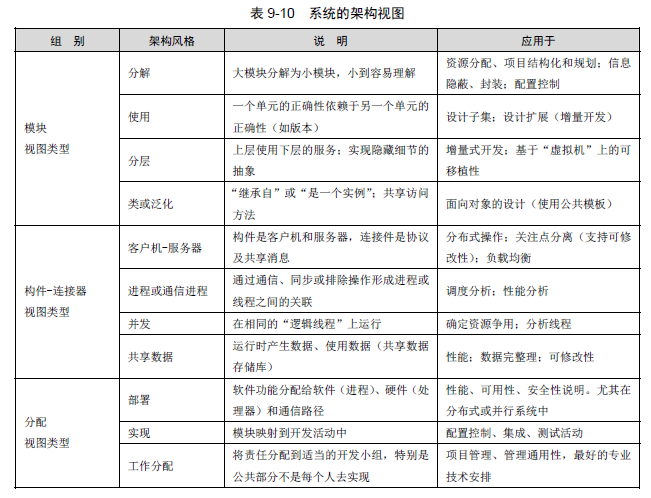 表 9-10 系统的架构视图
组 别 架构风格 说 明 应用于
模块
视图类型
分解 大模块分解为小模块，小到容易理解 资源分配、项目结构化和规划；信息
隐蔽、封装；配置控制
使用 一个单元的正确性依赖于另一个单元的
正确性（如版本） 设计子集；设计扩展（增量开发）
分层 上层使用下层的服务；实现隐藏细节的
抽象 增量式开发；基于“虚拟机”上的可
移植性
类或泛化 “继承自”或“是一个实例”；共享访问
方法 面向对象的设计（使用公共模板）
构件-连接器
视图类型
客户机-服务器 构件是客户机和服务器，连接件是协议
及共享消息 分布式操作；关注点分离（支持可修
改性）；负载均衡
进程或通信进程 通过通信、同步或排除操作形成进程或
线程之间的关联 调度分析；性能分析
并发 在相同的“逻辑线程”上运行 确定资源争用；分析线程
共享数据 运行时产生数据、使用数据（共享数据
存储库） 性能；数据完整理；可修改性
分配
视图类型
部署 软件功能分配给软件（进程）、硬件（处
理器）和通信路径 性能、可用性、安全性说明。尤其在
分布式或并行系统中
实现 模块映射到开发活动中 配置控制、集成、测试活动
工作分配 将责任分配到适当的开发小组，特别是
公共部分不是每个人去实现 项目管理、管理通用性，最好的专业
技术安排